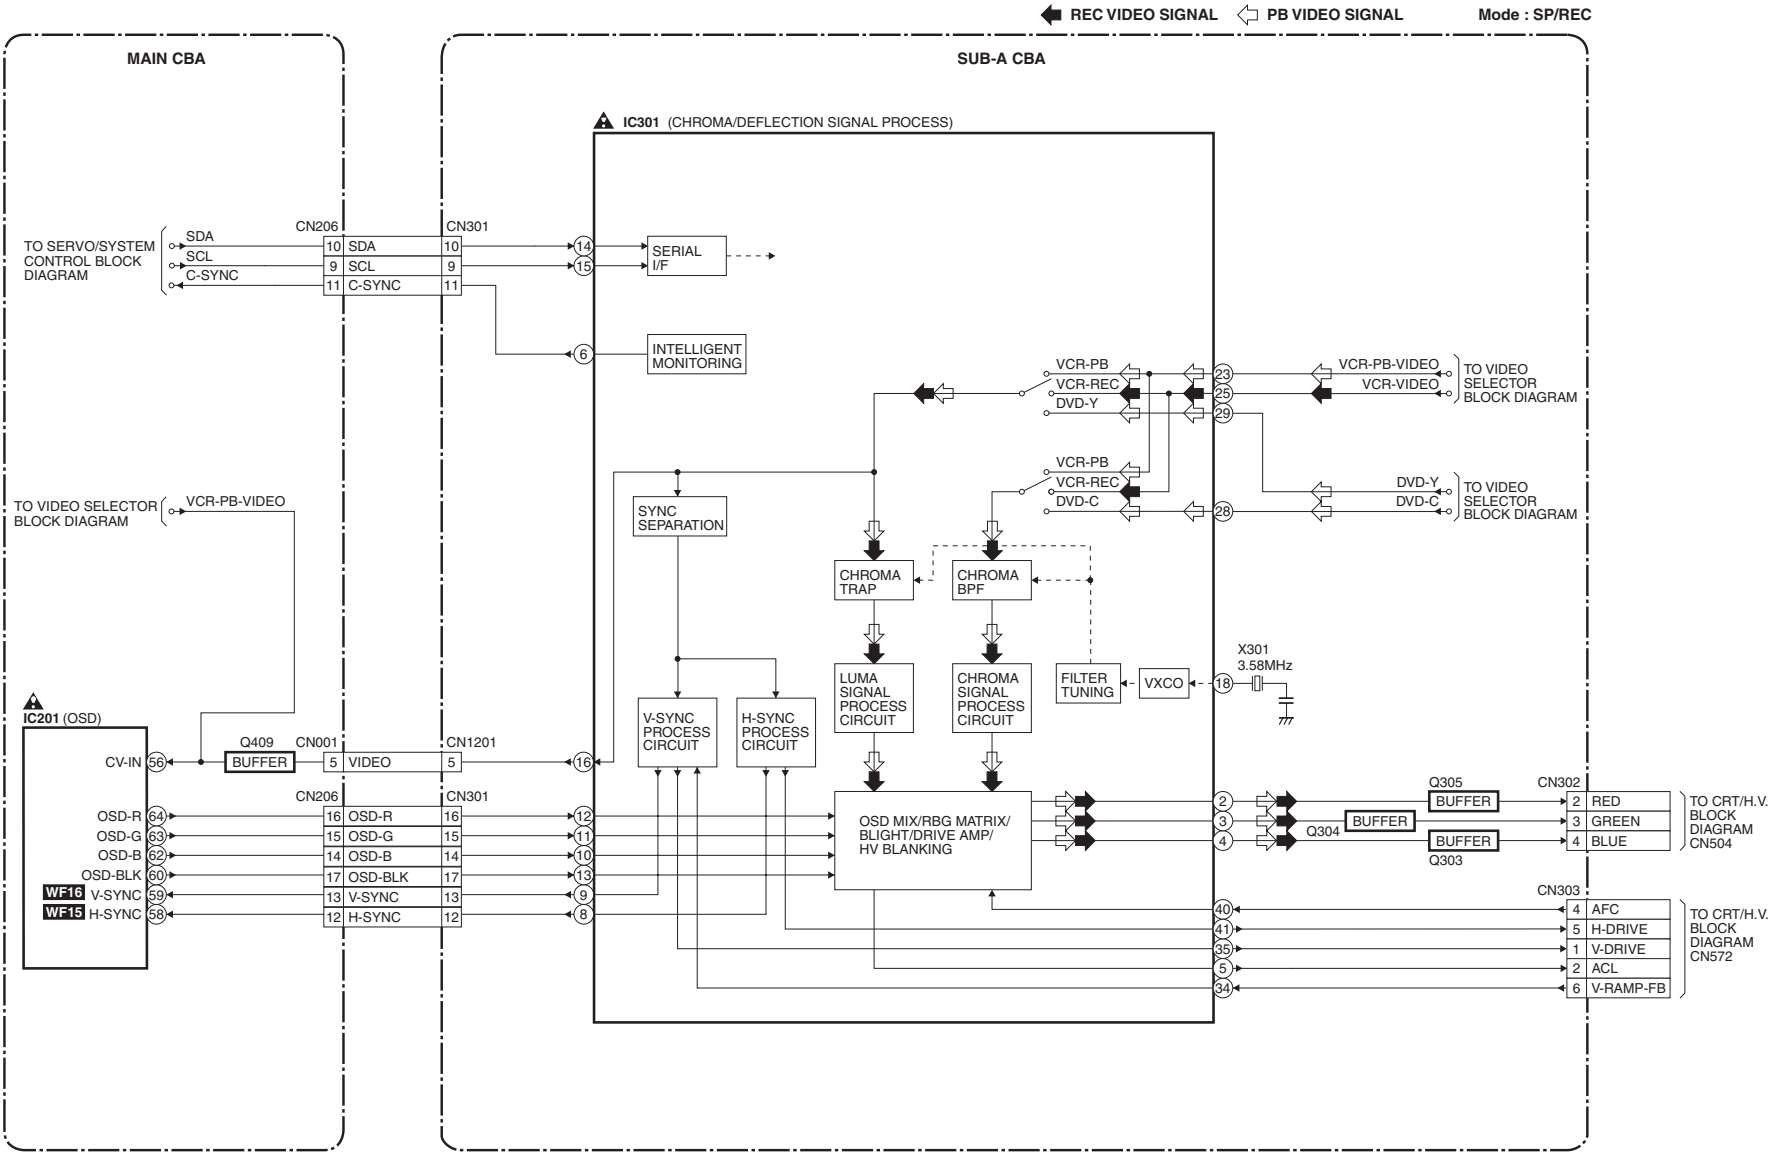 REC VIDEO SIGNAL PB VIDEO SIGNAL Mode : SP/REC
MAIN CBA
SUB-A CBA
IC301 (CHROMA/DEFLECTION SIGNAL PROCESS)
TO SERVO/SYSTEM
CONTROL BLOCK
DIAGRAM
SDA
SCL
C-SYNC
CN206
CN301
10 SDA 10
9 SCL 9
11 C-SYNC 11
14
15
SERIAL
I/F
6
INTELLIGENT
MONITORING
VCR-PB
VCR-REC
DVD-Y
23
25
29
VCR-PB-VIDEO
VCR-VIDEO
TO VIDEO
SELECTOR
BLOCK DIAGRAM
VCR-PB
VCR-REC
DVD-C
28
DVD-Y
DVD-C
TO VIDEO
SELECTOR
BLOCK DIAGRAM
TO VIDEO SELECTOR
BLOCK DIAGRAM
VCR-PB-VIDEO
SYNC
SEPARATION
CHROMA
TRAP
CHROMA
BPF
LUMA
SIGNAL
PROCESS
CIRCUIT
CHROMA
SIGNAL
PROCESS
CIRCUIT
FILTER
TUNING
VXCO
18
X301
3.58MHz
V-SYNC
PROCESS
CIRCUIT
H-SYNC
PROCESS
CIRCUIT
IC201 (OSD)
CV-IN 56
Q409
BUFFER
CN001
CN1201
5 VIDEO 5
16
CN206
CN301
OSD-R 64 16 OSD-R 16 12
OSD-G 63 15 OSD-G 15 11
OSD-B 62 14 OSD-B 14 10
OSD-BLK 60 17 OSD-BLK 17 13
WF16 V-SYNC 59 13 V-SYNC 13 9
WF15 H-SYNC 58 12 H-SYNC 12 8
OSD MIX/RBG MATRIX/
BLIGHT/DRIVE AMP/
HV BLANKING
2
3
4
Q305
BUFFER
Q304
BUFFER
BUFFER
Q303
CN302
2 RED
3 GREEN
4 BLUE
TO CRT/H.V.
BLOCK
DIAGRAM
CN504
CN303
40 4 AFC
41 5 H-DRIVE
35 1 V-DRIVE
5 2 ACL
34 6 V-RAMP-FB
TO CRT/H.V.
BLOCK
DIAGRAM
CN572